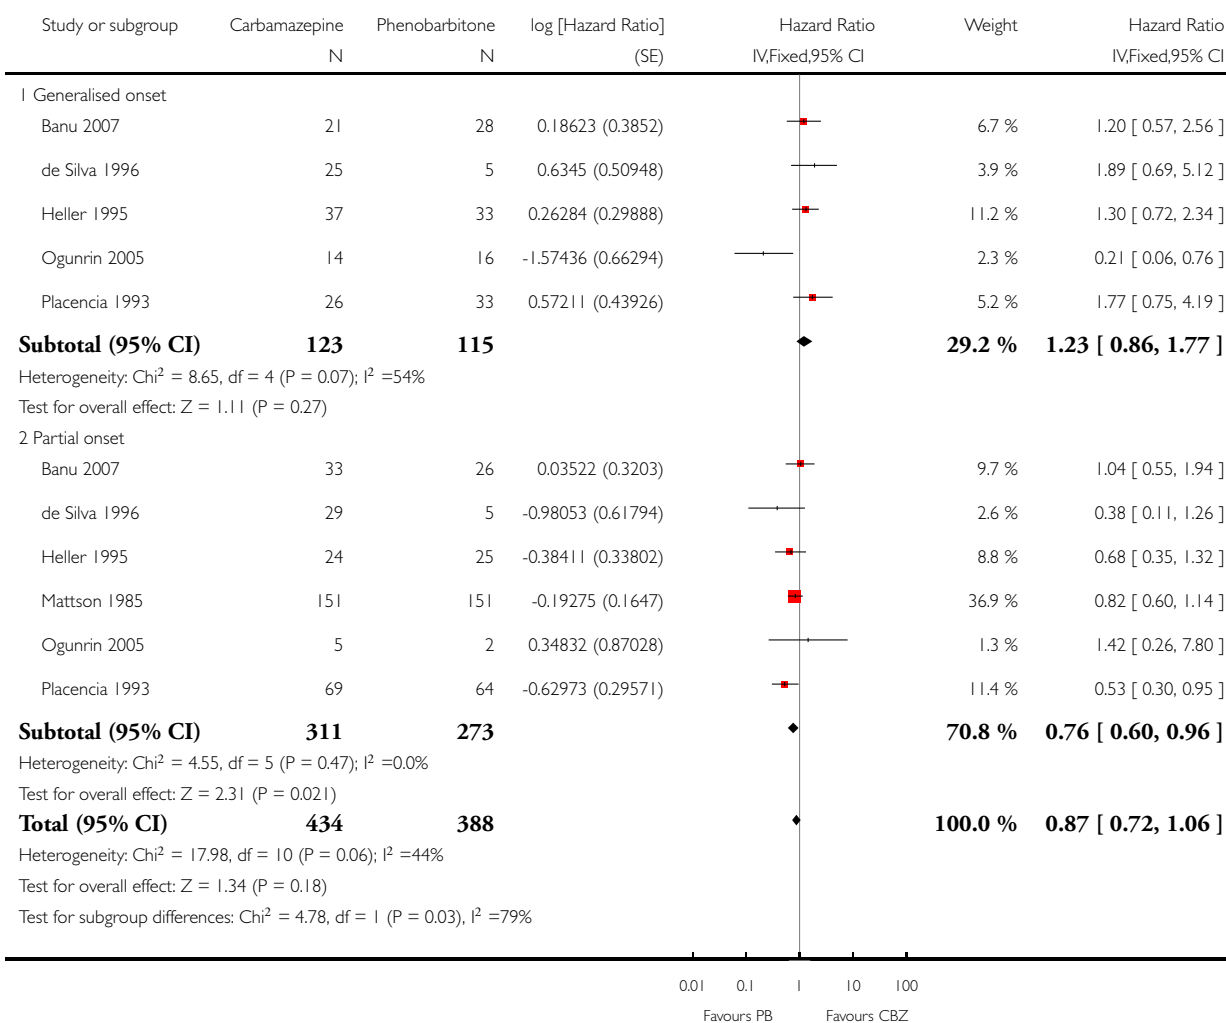 Study or subgroup Carbamazepine Phenobarbitone log [Hazard Ratio] Hazard Ratio Weight Hazard Ratio
N N (SE) IV,Fixed,95% CI IV,Fixed,95% CI
1 Generalised onset
Banu 2007 21 28 0.18623 (0.3852) 6.7 % 1.20 [ 0.57, 2.56 ]
de Silva 1996 25 5 0.6345 (0.50948) 3.9 % 1.89 [ 0.69, 5.12 ]
Heller 1995 37 33 0.26284 (0.29888) 11.2 % 1.30 [ 0.72, 2.34 ]
Ogunrin 2005 14 16 -1.57436 (0.66294) 2.3 % 0.21 [ 0.06, 0.76 ]
Placencia 1993 26 33 0.57211 (0.43926) 5.2 % 1.77 [ 0.75, 4.19 ]
Subtotal (95% CI) 123 115 29.2 % 1.23 [ 0.86, 1.77 ]
Heterogeneity: Chi² = 8.65, df = 4 (P = 0.07); I² =54%
Test for overall effect: Z = 1.11 (P = 0.27)
2 Partial onset
Banu 2007 33 26 0.03522 (0.3203) 9.7 % 1.04 [ 0.55, 1.94 ]
de Silva 1996 29 5 -0.98053 (0.61794) 2.6 % 0.38 [ 0.11, 1.26 ]
Heller 1995 24 25 -0.38411 (0.33802) 8.8 % 0.68 [ 0.35, 1.32 ]
Mattson 1985 151 151 -0.19275 (0.1647) 36.9 % 0.82 [ 0.60, 1.14 ]
Ogunrin 2005 5 2 0.34832 (0.87028) 1.3 % 1.42 [ 0.26, 7.80 ]
Placencia 1993 69 64 -0.62973 (0.29571) 11.4 % 0.53 [ 0.30, 0.95 ]
Subtotal (95% CI) 311 273 70.8 % 0.76 [ 0.60, 0.96 ]
Heterogeneity: Chi² = 4.55, df = 5 (P = 0.47); I² =0.0%
Test for overall effect: Z = 2.31 (P = 0.021)
Total (95% CI) 434 388 100.0 % 0.87 [ 0.72, 1.06 ]
Heterogeneity: Chi² = 17.98, df = 10 (P = 0.06); I² =44%
Test for overall effect: Z = 1.34 (P = 0.18)
Test for subgroup differences: Chi² = 4.78, df = 1 (P = 0.03), I² =79%
0.01 0.1 1 10 100
Favours PB Favours CBZ